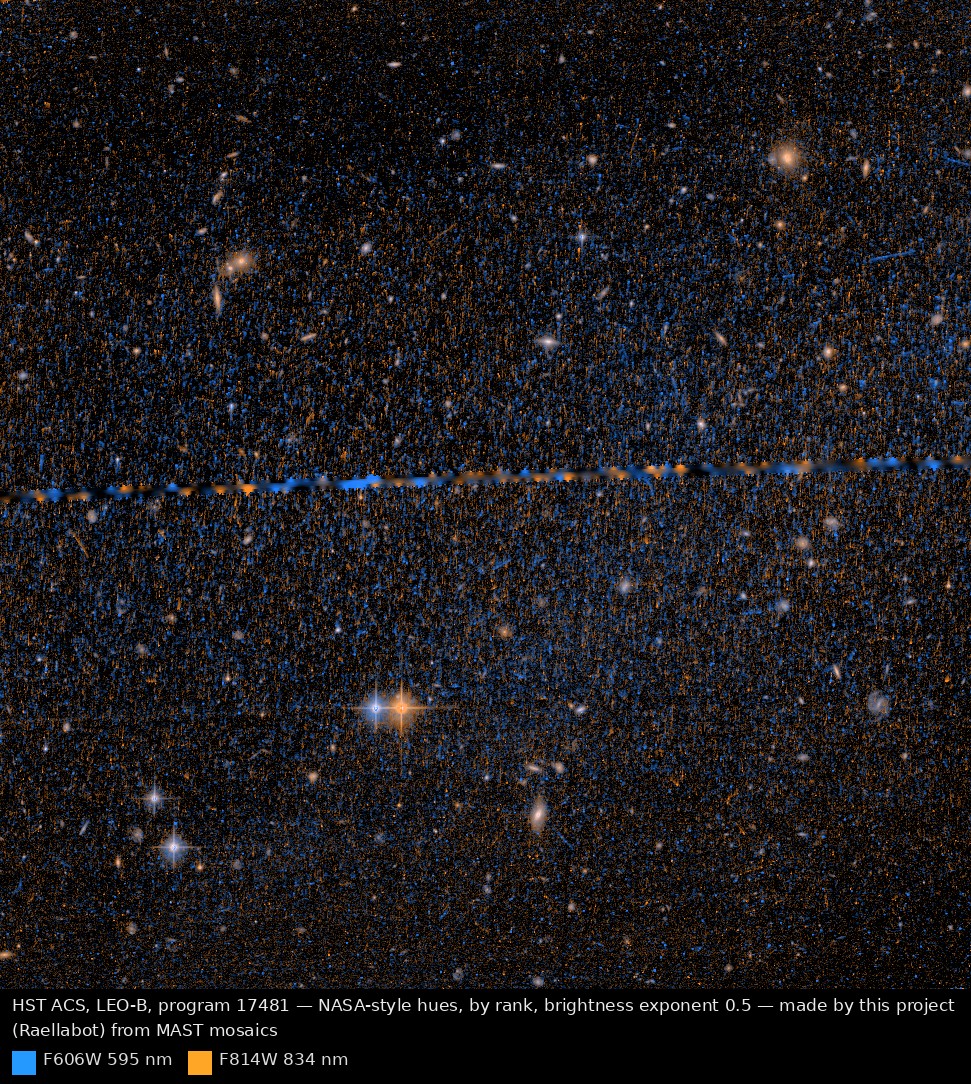 HST ACS, LEO-B, program 17481 — NASA-style hues, by rank, brightness exponent 0.5 — made by this project
(Raellabot) from MAST mosaics
F606W 595 nm F814W 834 nm